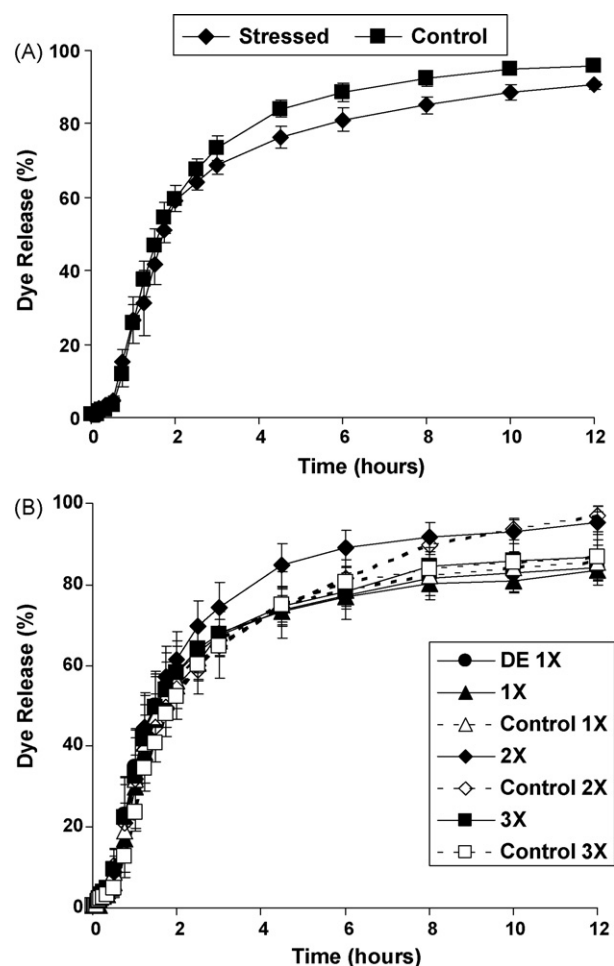 Stressed Control
(A)
100
80
60
40
20
0
Dye Release (%)
0 2 4 6 8 10 12
Time (hours)
(B)
100
80
60
40
20
0
Dye Release (%)
DE 1X
1X
Control 1X
2X
Control 2X
3X
Control 3X
0 2 4 6 8 10 12
Time (hours)